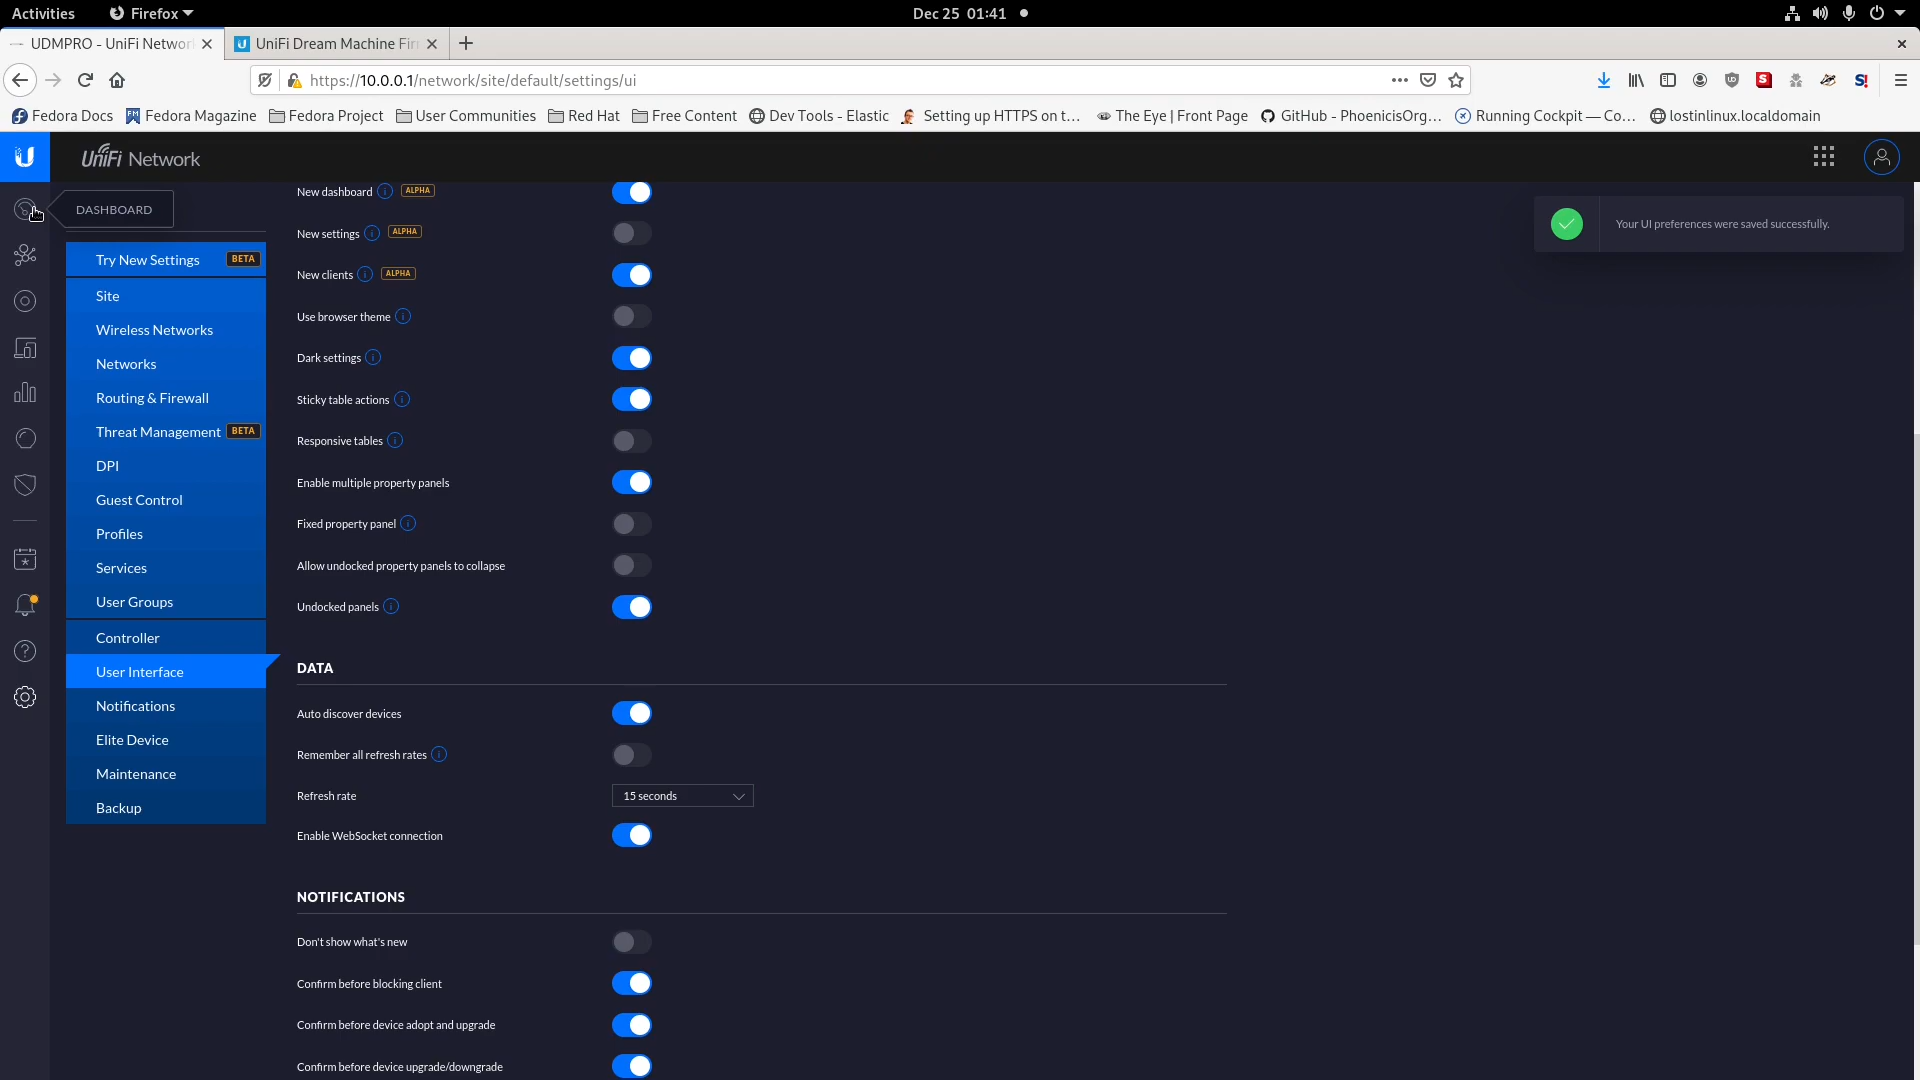 Activities Firefox Dec 25 01:41
UDMPRO - UniFi Networ UniFi Dream Machine Fir
https://10.0.0.1/network/site/default/settings/ui
Fedora Docs Fedora Magazine Fedora Project User Communities Red Hat Free Content Dev Tools - Elastic Setting up HTTPS on t... The Eye | Front Page GitHub - PhoenicisOrg... Running Cockpit — Co... lostinlinux.localdomain
UniFi Network
DASHBOARD
Try New Settings BETA
Site
Wireless Networks
Networks
Routing & Firewall
Threat Management BETA
DPI
Guest Control
Profiles
Services
User Groups
Controller
User Interface
Notifications
Elite Device
Maintenance
Backup
New dashboard ALPHA
New settings ALPHA
New clients ALPHA
Use browser theme
Dark settings
Sticky table actions
Responsive tables
Enable multiple property panels
Fixed property panel
Allow undocked property panels to collapse
Undocked panels
DATA
Auto discover devices
Remember all refresh rates
Refresh rate 15 seconds
Enable WebSocket connection
NOTIFICATIONS
Don't show what's new
Confirm before blocking client
Confirm before device adopt and upgrade
Confirm before device upgrade/downgrade
Your UI preferences were saved successfully.